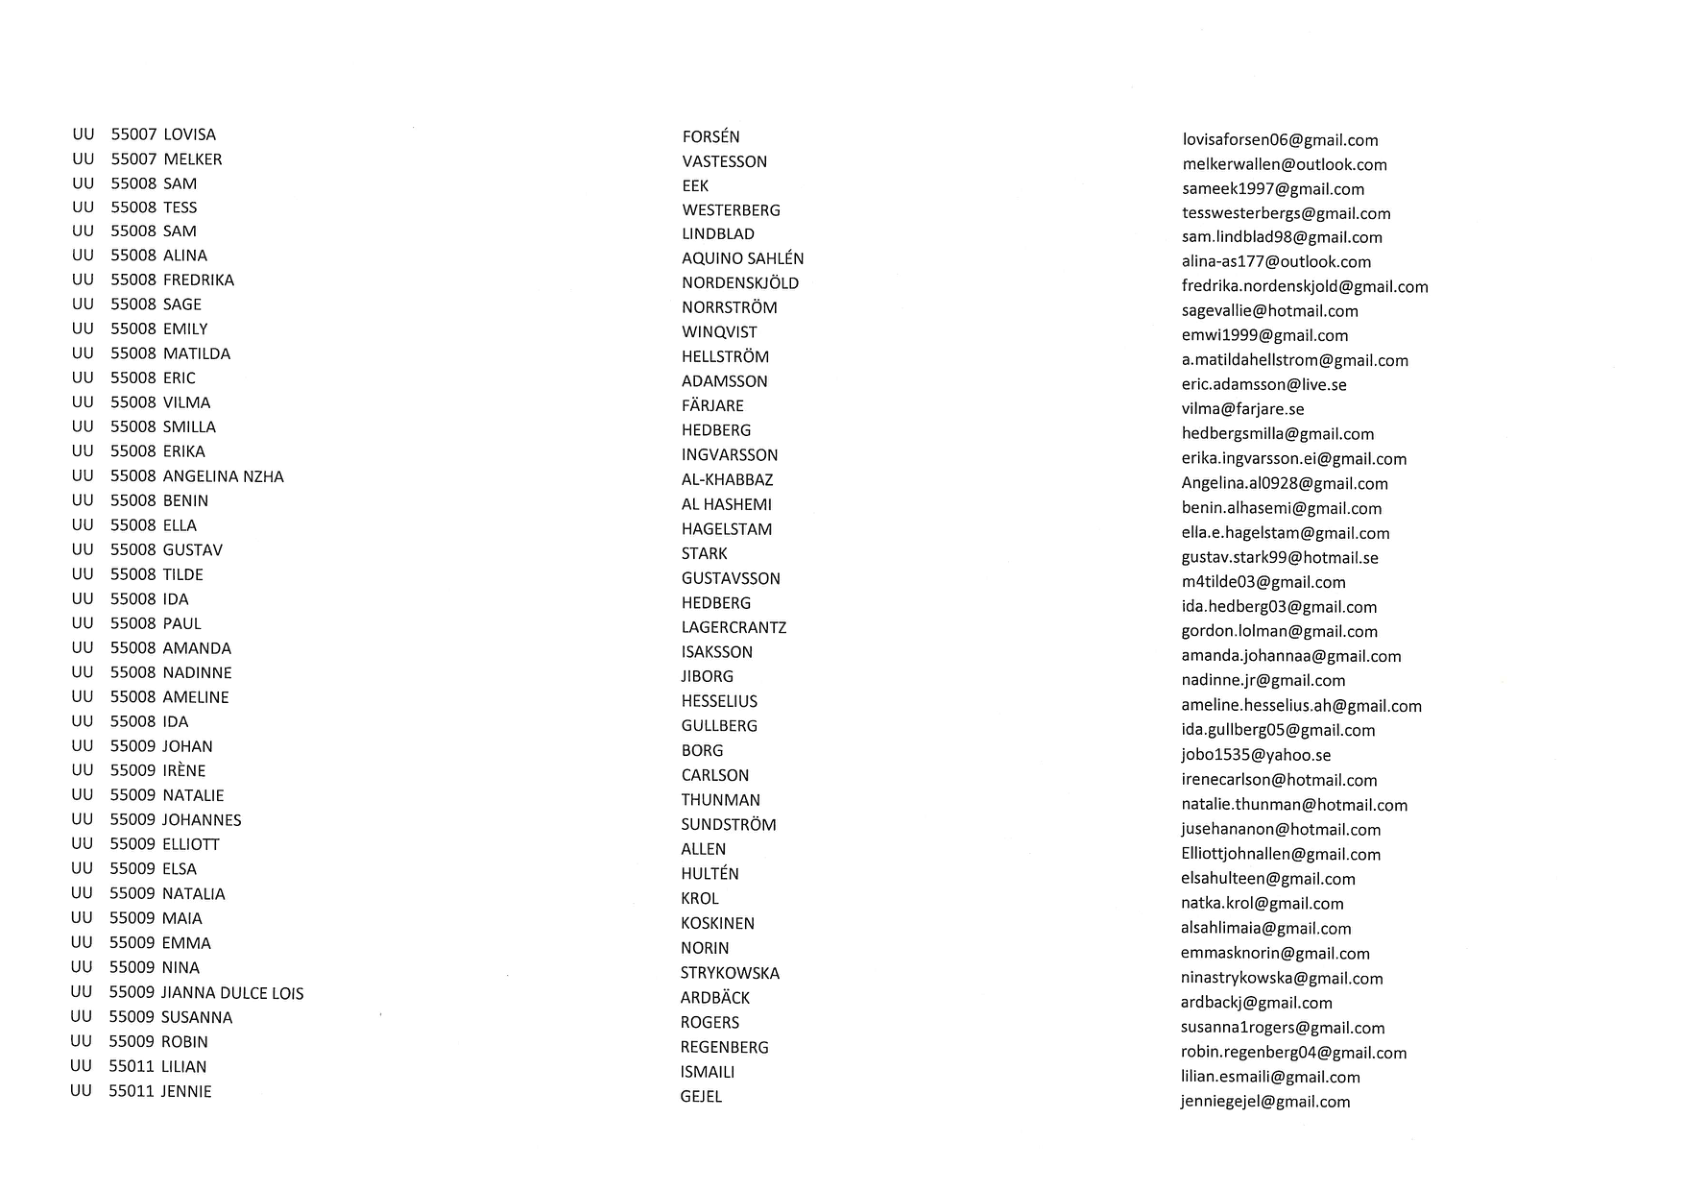 UU 55007 LOVISA FORSÉN lovisaforsen06@gmail.com
UU 55007 MELKER VASTESSON melkerwallen@outlook.com
UU 55008 SAM EEK sameek1997@gmail.com
UU 55008 TESS WESTERBERG tesswesterbergs@gmail.com
UU 55008 SAM LINDBLAD sam.lindblad98@gmail.com
UU 55008 ALINA AQUINO SAHLÉN alina-as177@outlook.com
UU 55008 FREDRIKA NORDENSKJÖLD fredrika.nordenskjold@gmail.com
UU 55008 SAGE NORRSTRÖM sagevallie@hotmail.com
UU 55008 EMILY WINQVIST emwi1999@gmail.com
UU 55008 MATILDA HELLSTRÖM a.matildahellstrom@gmail.com
UU 55008 ERIC ADAMSSON eric.adamsson@live.se
UU 55008 VILMA FÄRJARE vilma@farjare.se
UU 55008 SMILLA HEDBERG hedbergsmilla@gmail.com
UU 55008 ERIKA INGVARSSON erika.ingvarsson.ei@gmail.com
UU 55008 ANGELINA NZHA AL-KHABBAZ Angelina.al0928@gmail.com
UU 55008 BENIN AL HASHEMI benin.alhasemi@gmail.com
UU 55008 ELLA HAGELSTAM ella.e.hagelstam@gmail.com
UU 55008 GUSTAV STARK gustav.stark99@hotmail.se
UU 55008 TILDE GUSTAVSSON m4tilde03@gmail.com
UU 55008 IDA HEDBERG ida.hedberg03@gmail.com
UU 55008 PAUL LAGERCRANTZ gordon.lolman@gmail.com
UU 55008 AMANDA ISAKSSON amanda.johannaa@gmail.com
UU 55008 NADINNE JIBORG nadinne.jr@gmail.com
UU 55008 AMELINE HESSELIUS ameline.hesselius.ah@gmail.com
UU 55008 IDA GULLBERG ida.gullberg05@gmail.com
UU 55009 JOHAN BORG jobo1535@yahoo.se
UU 55009 IRÈNE CARLSON irenecarlson@hotmail.com
UU 55009 NATALIE THUNMAN natalie.thunman@hotmail.com
UU 55009 JOHANNES SUNDSTRÖM jusehananon@hotmail.com
UU 55009 ELLIOTT ALLEN Elliottjohnallen@gmail.com
UU 55009 ELSA HULTÉN elsahulteen@gmail.com
UU 55009 NATALIA KROL natka.krol@gmail.com
UU 55009 MAIA KOSKINEN alsahlimaia@gmail.com
UU 55009 EMMA NORIN emmasknorin@gmail.com
UU 55009 NINA STRYKOWSKA ninastrykowska@gmail.com
UU 55009 JIANNA DULCE LOIS ARDBÄCK ardbackj@gmail.com
UU 55009 SUSANNA ROGERS susanna1rogers@gmail.com
UU 55009 ROBIN REGENBERG robin.regenberg04@gmail.com
UU 55011 LILIAN ISMAILI lilian.esmaili@gmail.com
UU 55011 JENNIE GEJEL jenniegejel@gmail.com